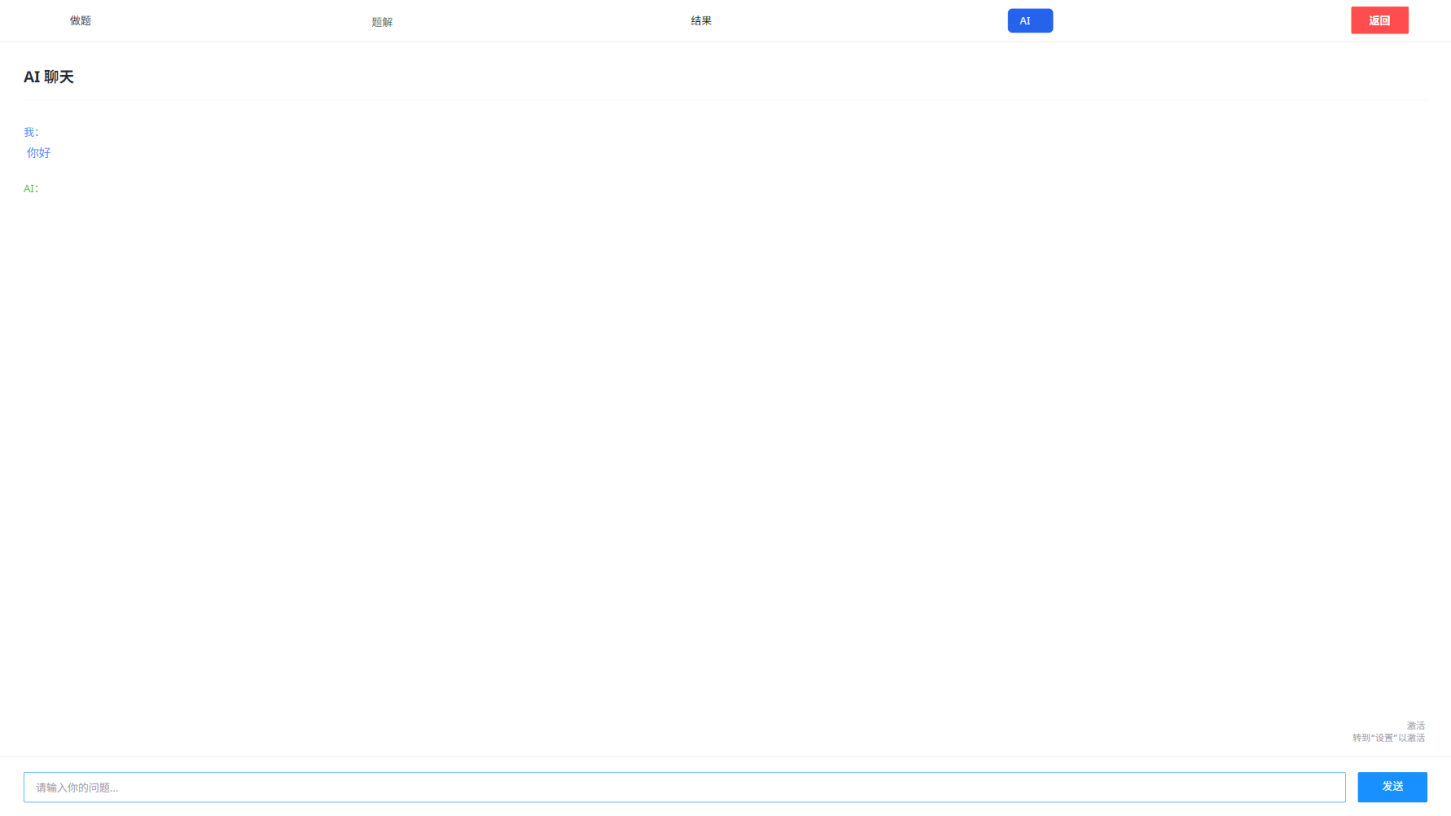 做题
题解
结果
AI
返回
AI 聊天
我:
你好
AI:
激活
转到"设置"以激活
请输入你的问题...
发送